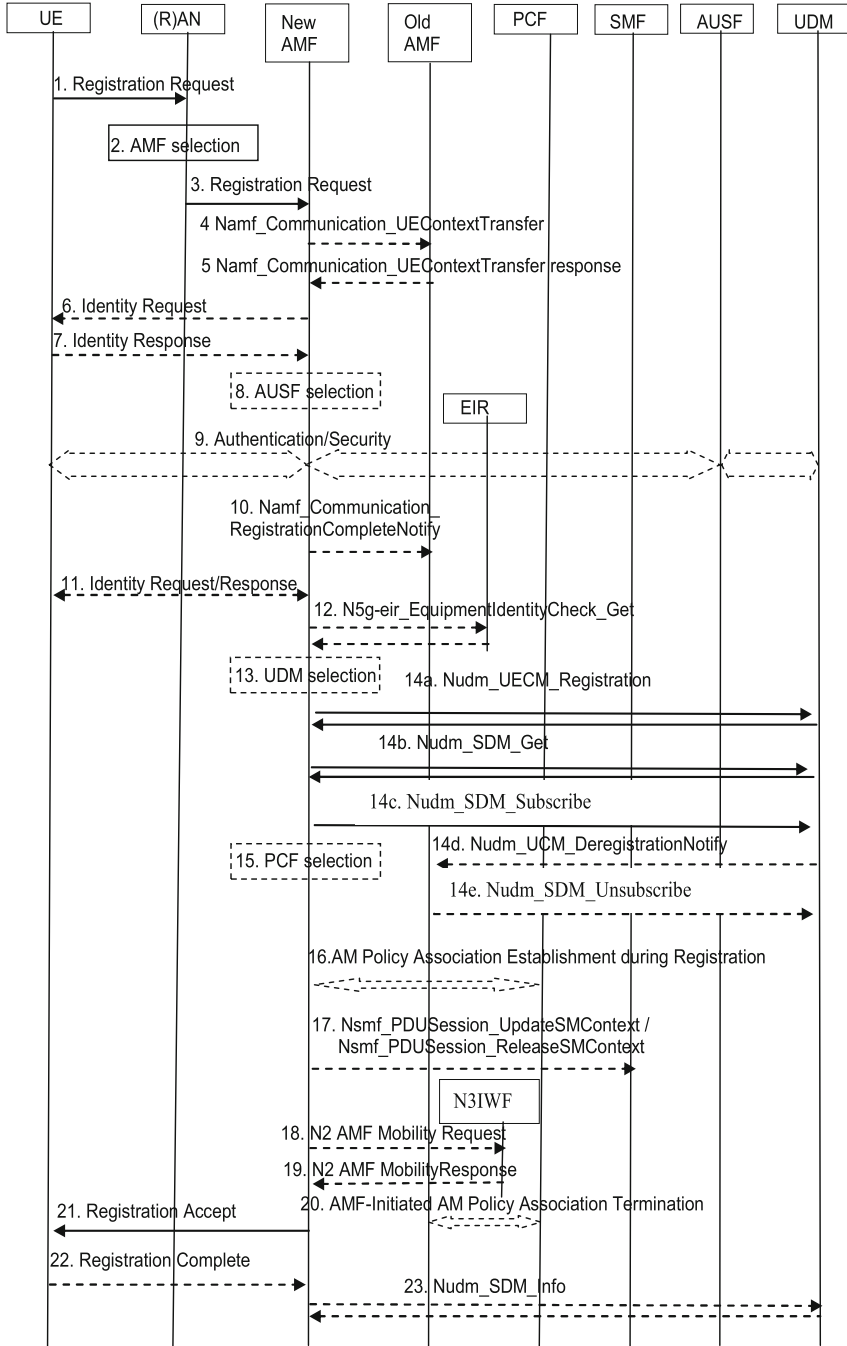 UE
(R)AN
New
AMF
Old
AMF
PCF
SMF
AUSF
UDM
1. Registration Request
2. AMF selection
3. Registration Request
4 Namf_Communication_UEContextTransfer
5 Namf_Communication_UEContextTransfer response
6. Identity Request
7. Identity Response
8. AUSF selection
EIR
9. Authentication/Security
10. Namf_Communication_
RegistrationCompleteNotify
11. Identity Request/Response
12. N5g-eir_EquipmentIdentityCheck_Get
13. UDM selection
14a. Nudm_UECM_Registration
14b. Nudm_SDM_Get
14c. Nudm_SDM_Subscribe
14d. Nudm_UCM_DeregistrationNotify
15. PCF selection
14e. Nudm_SDM_Unsubscribe
16.AM Policy Association Establishment during Registration
17. Nsmf_PDUSession_UpdateSMContext /
Nsmf_PDUSession_ReleaseSMContext
N3IWF
18. N2 AMF Mobility Request
19. N2 AMF MobilityResponse
20. AMF-Initiated AM Policy Association Termination
21. Registration Accept
22. Registration Complete
23. Nudm_SDM_Info